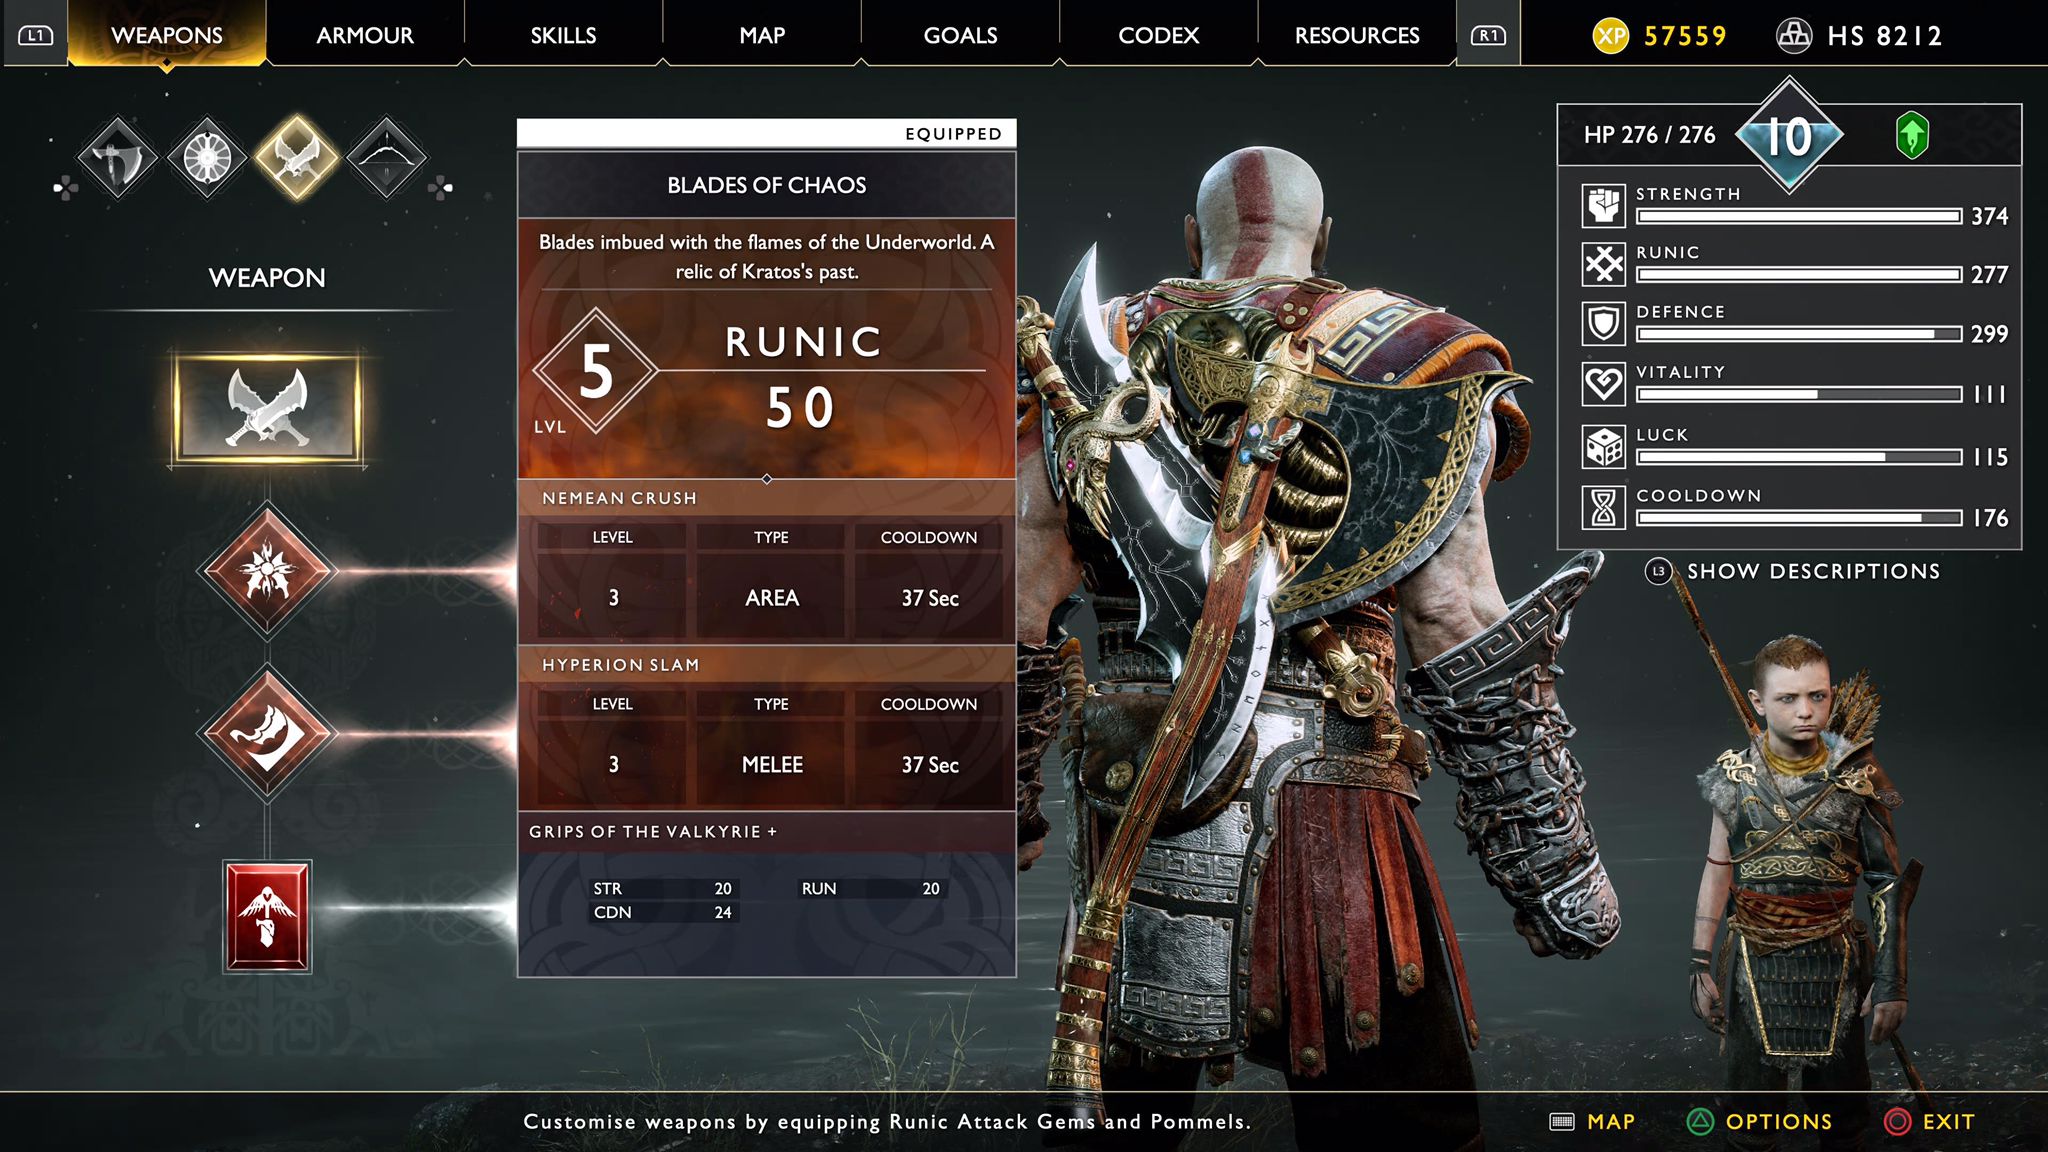 L1
WEAPONS
ARMOUR
SKILLS
MAP
GOALS
CODEX
RESOURCES
R1
XP 57559
HS 8212
WEAPON
EQUIPPED
BLADES OF CHAOS
Blades imbued with the flames of the Underworld. A
relic of Kratos's past.
5
LVL
RUNIC
50
NEMEAN CRUSH
LEVEL TYPE COOLDOWN
3 AREA 37 Sec
HYPERION SLAM
LEVEL TYPE COOLDOWN
3 MELEE 37 Sec
GRIPS OF THE VALKYRIE +
STR 20 RUN 20
CDN 24
HP 276 / 276
10
STRENGTH
374
RUNIC
277
DEFENCE
299
VITALITY
111
LUCK
115
COOLDOWN
176
L3 SHOW DESCRIPTIONS
Customise weapons by equipping Runic Attack Gems and Pommels.
MAP
OPTIONS
EXIT